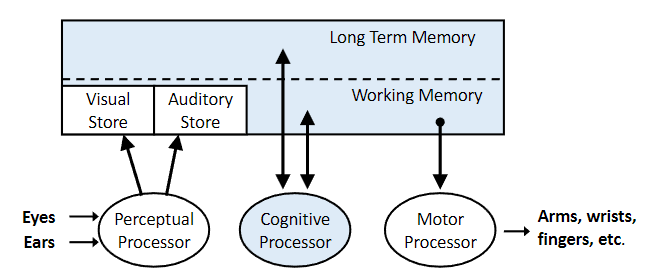 Long Term Memory
Working Memory
Visual
Store
Auditory
Store
Eyes
Ears
Perceptual
Processor
Cognitive
Processor
Motor
Processor
Arms, wrists,
fingers, etc.